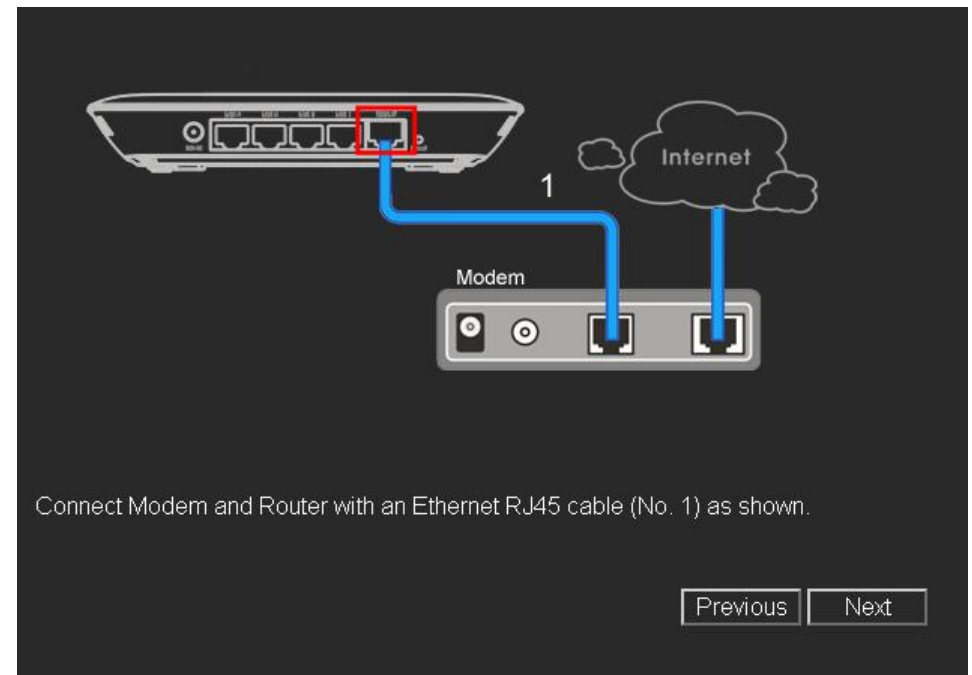 1
Internet
Modem
Connect Modem and Router with an Ethernet RJ45 cable (No. 1) as shown.
Previous
Next